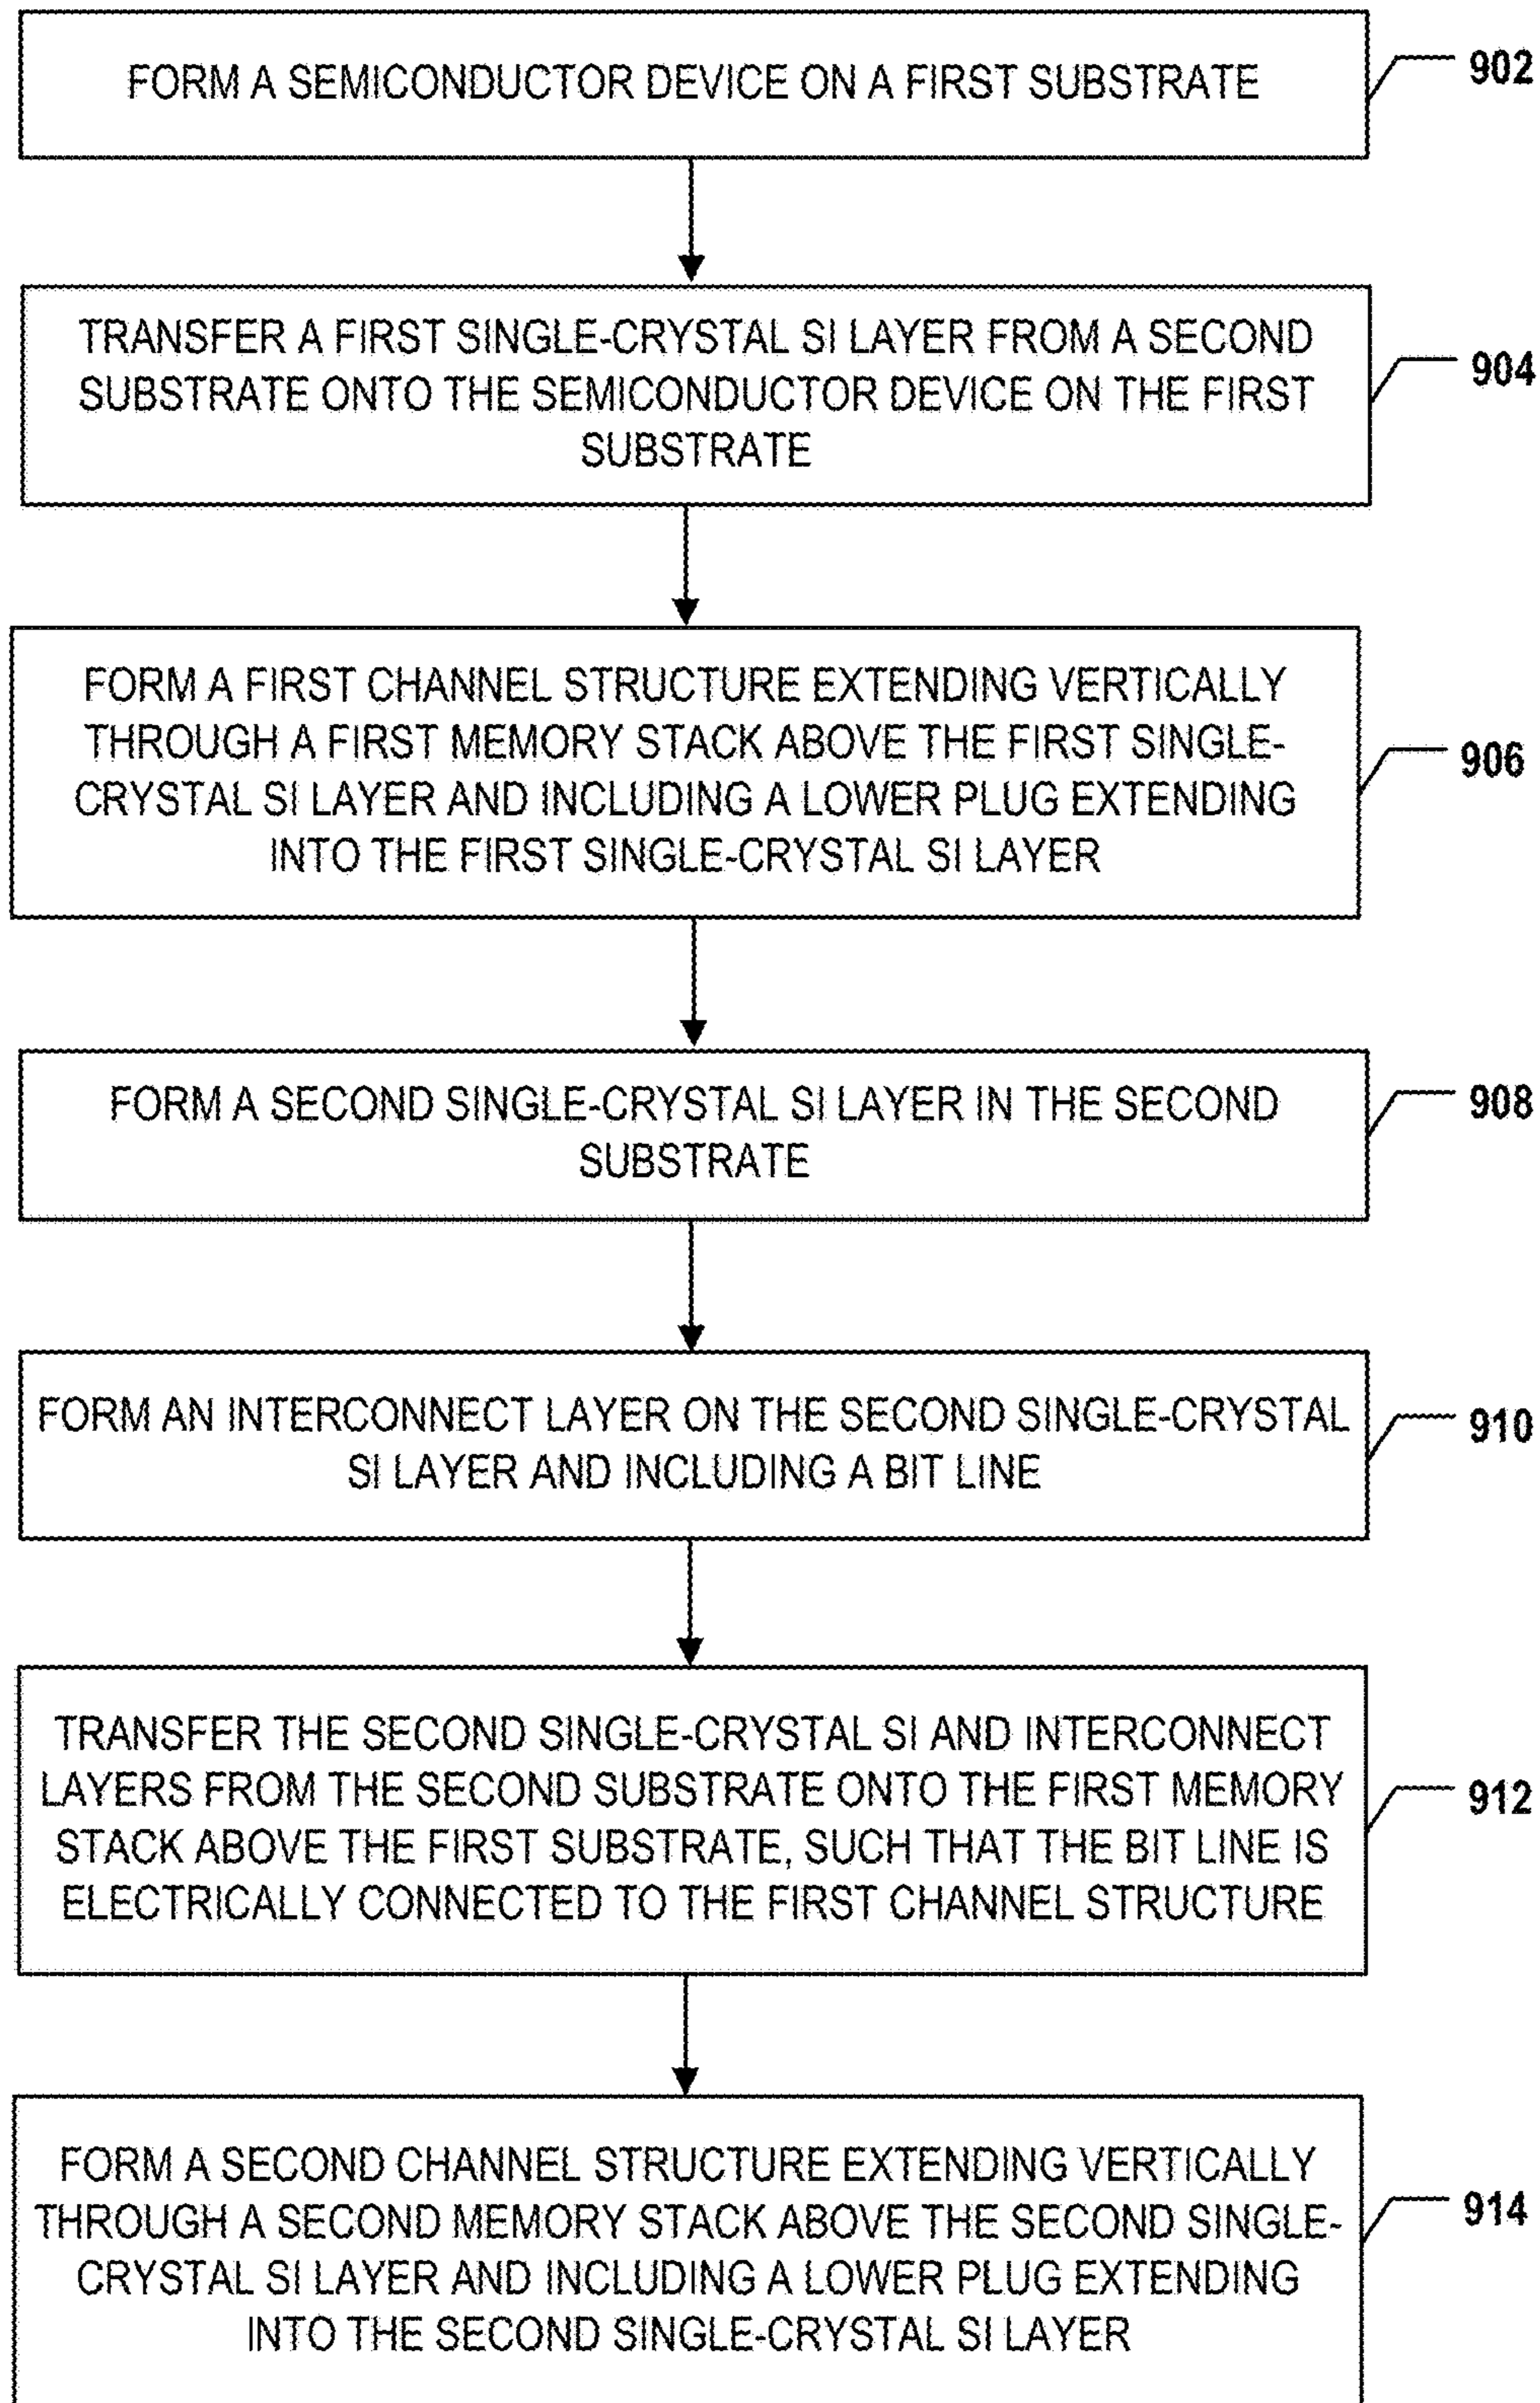 FORM A SEMICONDUCTOR DEVICE ON A FIRST SUBSTRATE
902
TRANSFER A FIRST SINGLE-CRYSTAL SI LAYER FROM A SECOND
SUBSTRATE ONTO THE SEMICONDUCTOR DEVICE ON THE FIRST
SUBSTRATE
904
FORM A FIRST CHANNEL STRUCTURE EXTENDING VERTICALLY
THROUGH A FIRST MEMORY STACK ABOVE THE FIRST SINGLE-
CRYSTAL SI LAYER AND INCLUDING A LOWER PLUG EXTENDING
INTO THE FIRST SINGLE-CRYSTAL SI LAYER
906
FORM A SECOND SINGLE-CRYSTAL SI LAYER IN THE SECOND
SUBSTRATE
908
FORM AN INTERCONNECT LAYER ON THE SECOND SINGLE-CRYSTAL
SI LAYER AND INCLUDING A BIT LINE
910
TRANSFER THE SECOND SINGLE-CRYSTAL SI AND INTERCONNECT
LAYERS FROM THE SECOND SUBSTRATE ONTO THE FIRST MEMORY
STACK ABOVE THE FIRST SUBSTRATE, SUCH THAT THE BIT LINE IS
ELECTRICALLY CONNECTED TO THE FIRST CHANNEL STRUCTURE
912
FORM A SECOND CHANNEL STRUCTURE EXTENDING VERTICALLY
THROUGH A SECOND MEMORY STACK ABOVE THE SECOND SINGLE-
CRYSTAL SI LAYER AND INCLUDING A LOWER PLUG EXTENDING
INTO THE SECOND SINGLE-CRYSTAL SI LAYER
914